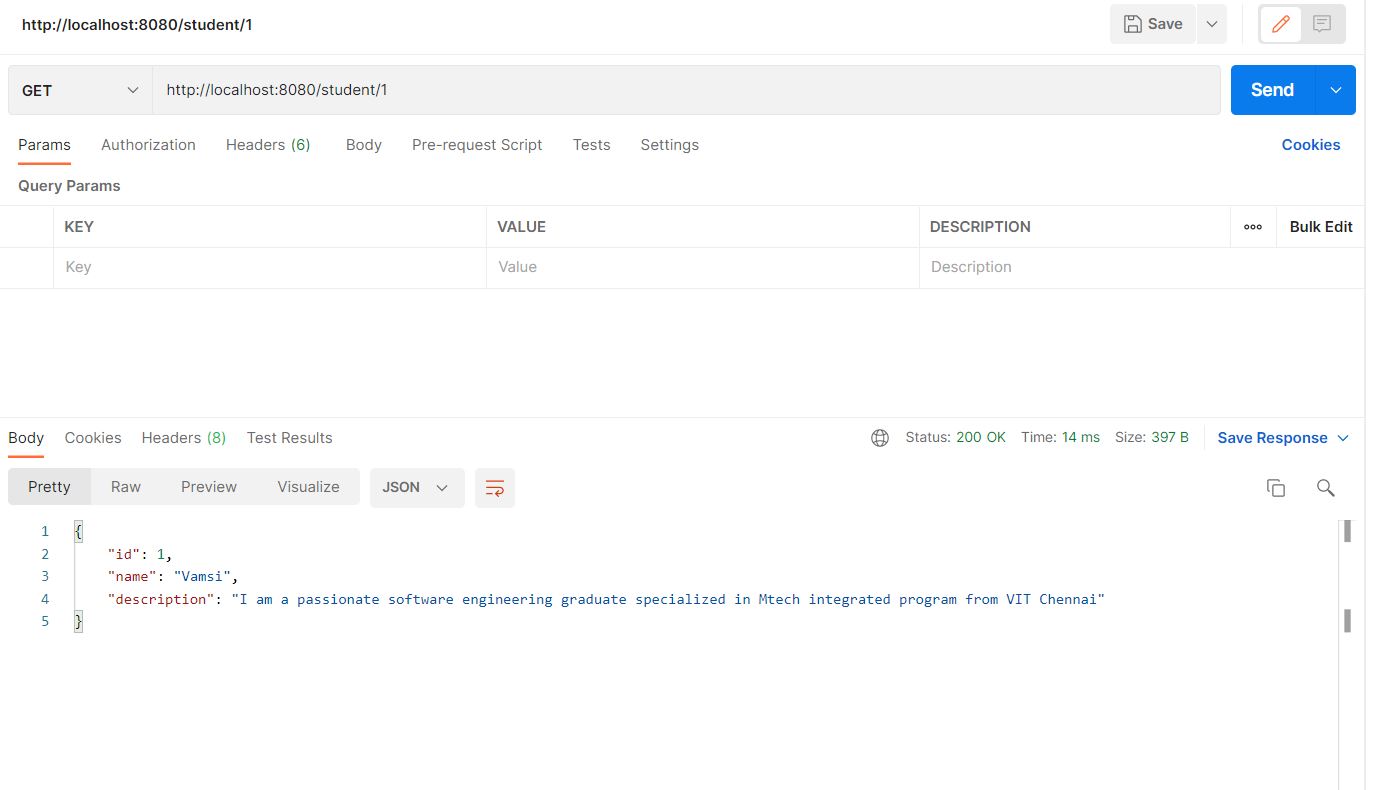 http://localhost:8080/student/1 Save
GET http://localhost:8080/student/1 Send
Params Authorization Headers (6) Body Pre-request Script Tests Settings Cookies
Query Params
KEY VALUE DESCRIPTION ooo Bulk Edit
Key Value Description
Body Cookies Headers (8) Test Results Status: 200 OK Time: 14 ms Size: 397 B Save Response
Pretty Raw Preview Visualize JSON
1 {
2 "id": 1,
3 "name": "Vamsi",
4 "description": "I am a passionate software engineering graduate specialized in Mtech integrated program from VIT Chennai"
5 }